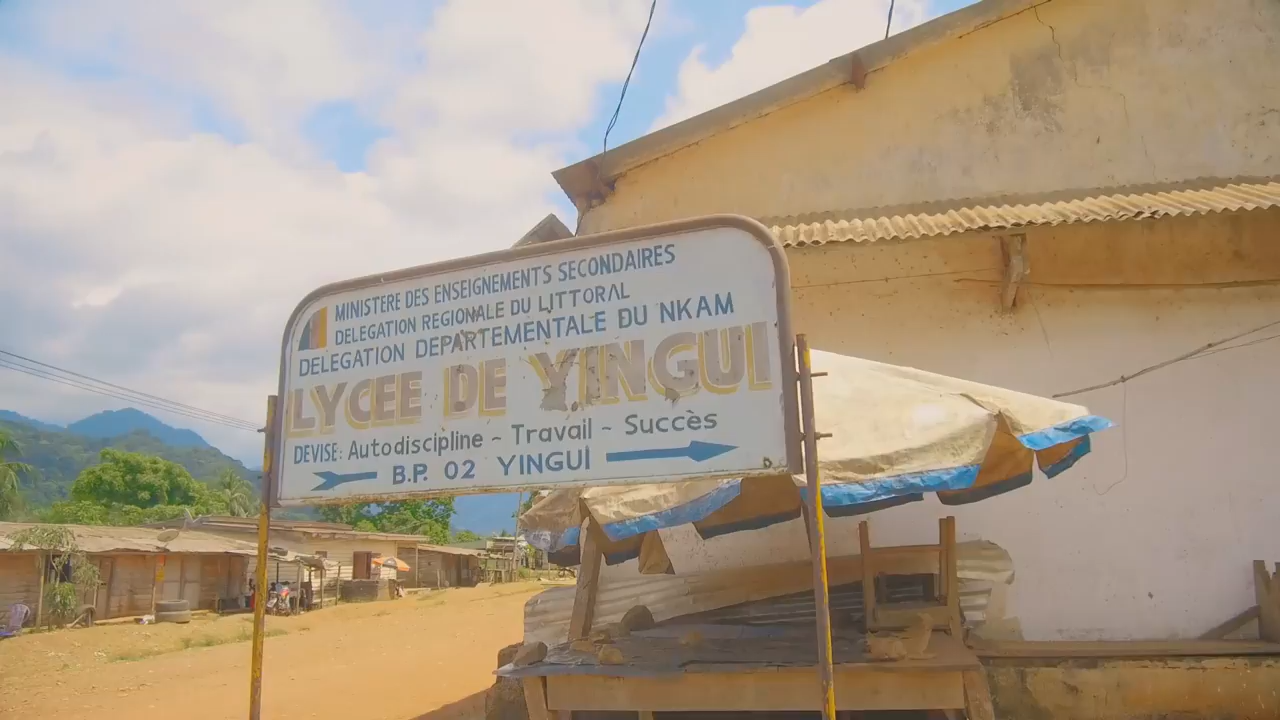 MINISTERE DES ENSEIGNEMENTS SECONDAIRES
DELEGATION REGIONALE DU LITTORAL
DELEGATION DEPARTEMENTALE DU NKAM
LYCEE DE YINGUI
DEVISE: Autodiscipline ~ Travail ~ Succès
B.P. 02 YINGUI